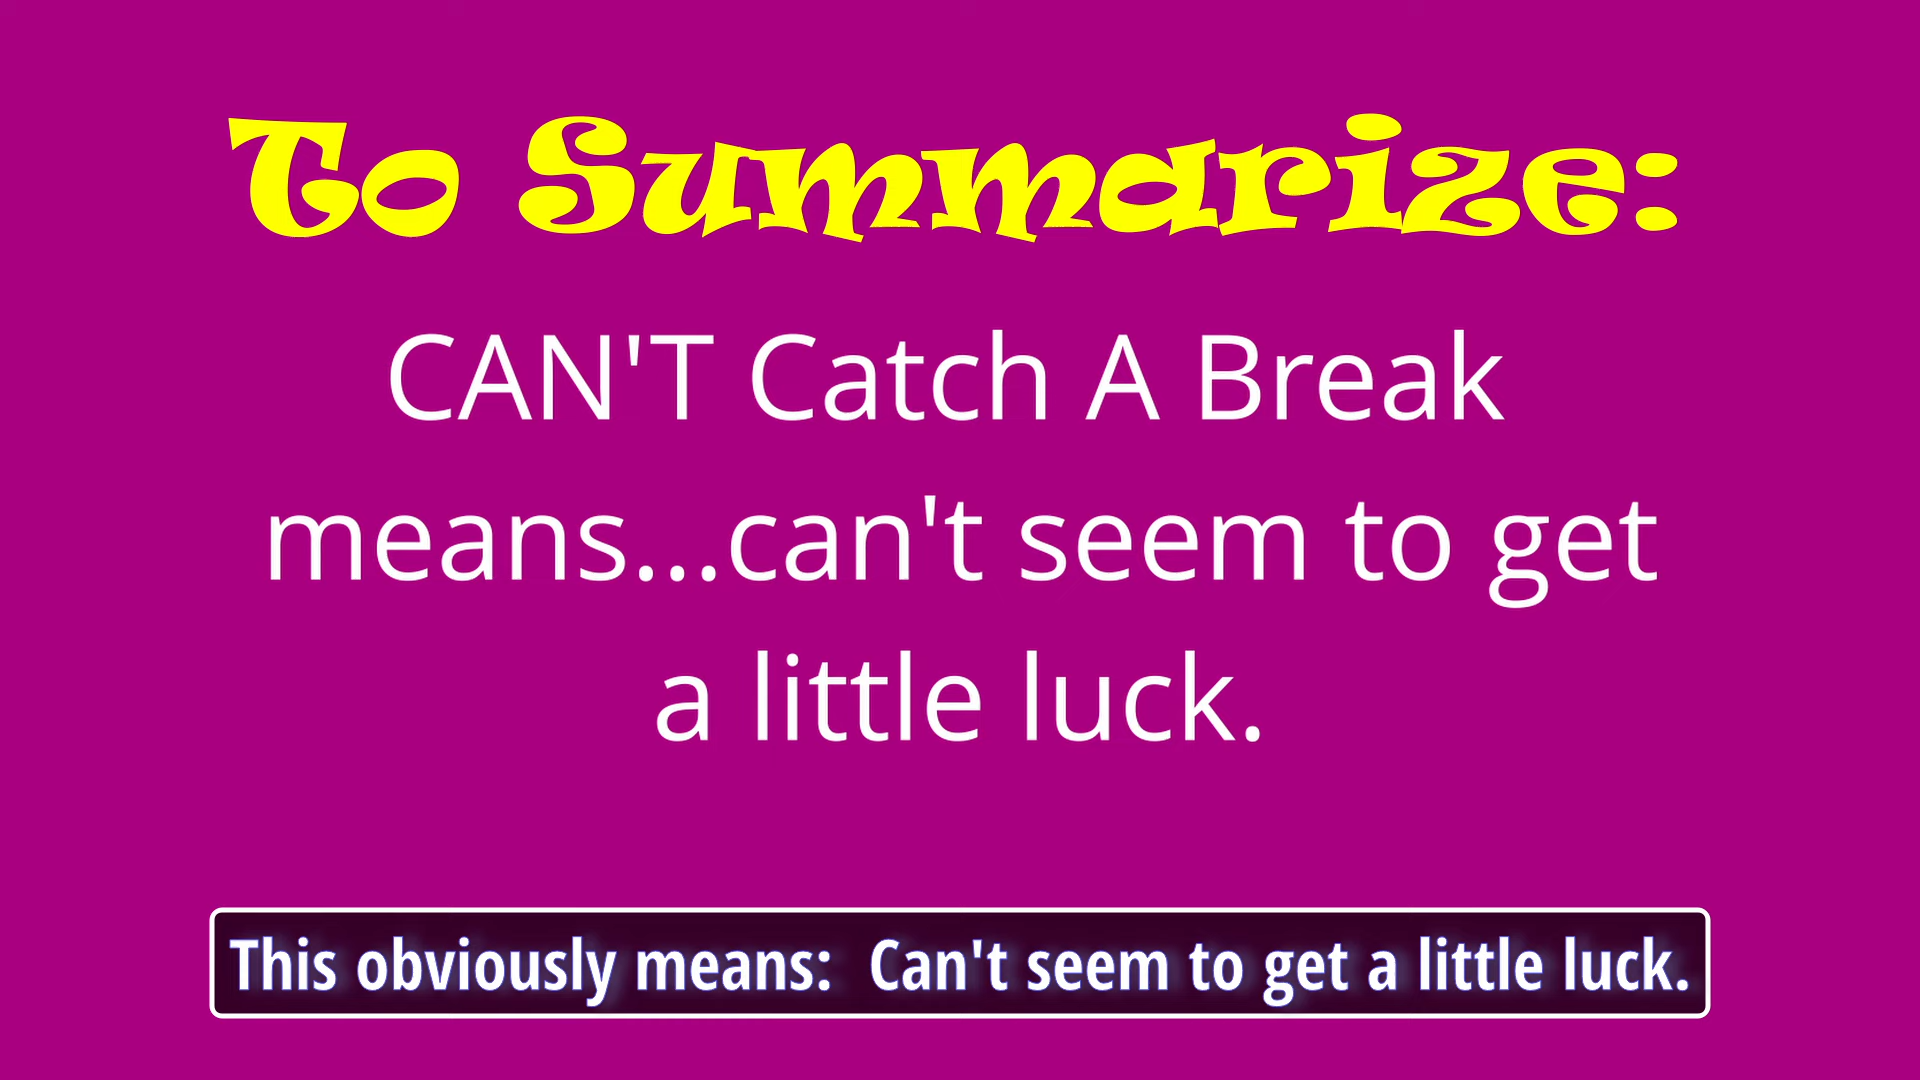 To Summarize:
CAN'T Catch A Break
means...can't seem to get
a little luck.
This obviously means:  Can't seem to get a little luck.